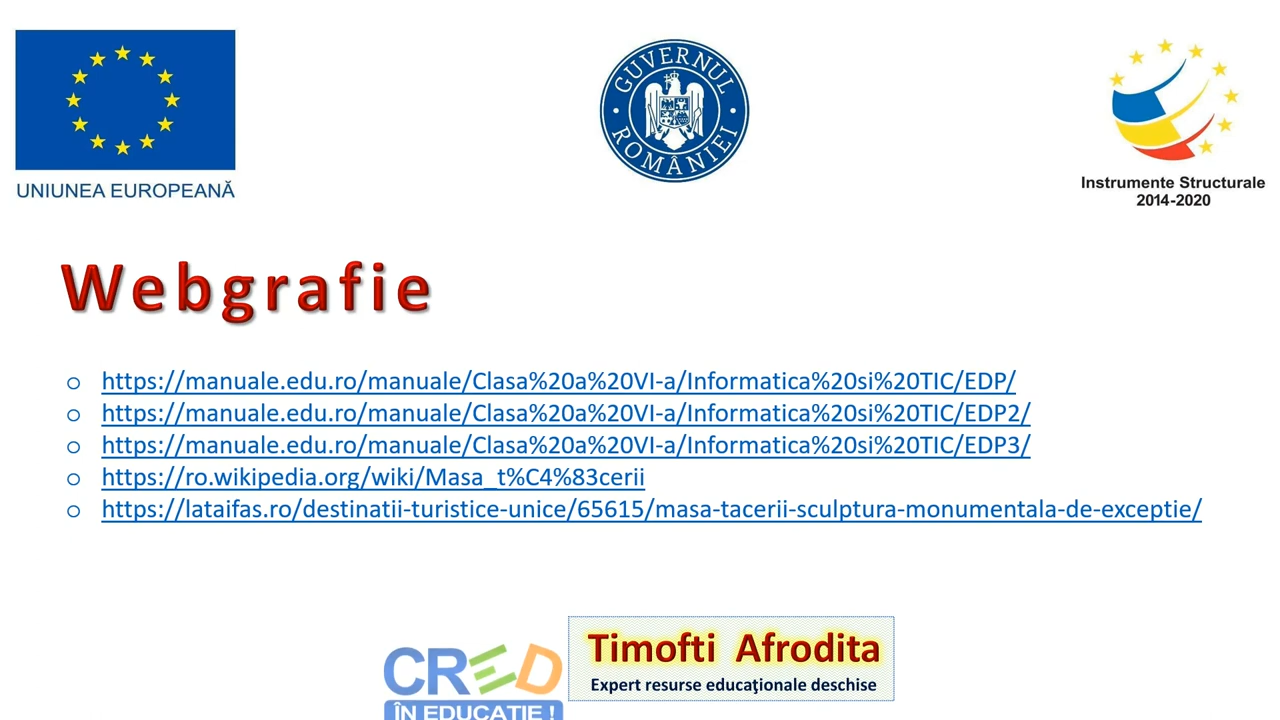 UNIUNEA EUROPEANĂ
GUVERNUL ROMÂNIEI
Instrumente Structurale
2014-2020
Webgrafie
https://manuale.edu.ro/manuale/Clasa%20a%20VI-a/Informatica%20si%20TIC/EDP/
https://manuale.edu.ro/manuale/Clasa%20a%20VI-a/Informatica%20si%20TIC/EDP2/
https://manuale.edu.ro/manuale/Clasa%20a%20VI-a/Informatica%20si%20TIC/EDP3/
https://ro.wikipedia.org/wiki/Masa_t%C4%83cerii
https://lataifas.ro/destinatii-turistice-unice/65615/masa-tacerii-sculptura-monumentala-de-exceptie/
CRED
ÎN EDUCAȚIE !
Timofti Afrodita
Expert resurse educaţionale deschise